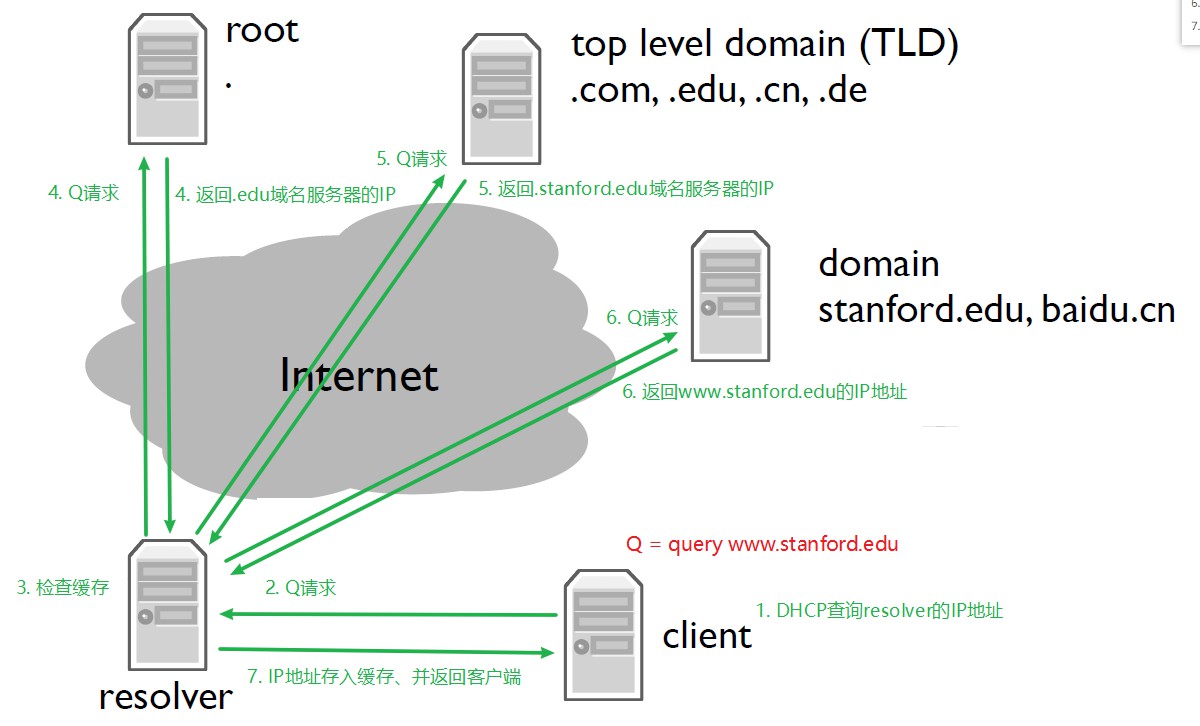 root
.
top level domain (TLD)
.com, .edu, .cn, .de
6.
7.
5. Q请求
4. Q请求
4. 返回.edu域名服务器的IP
5. 返回.stanford.edu域名服务器的IP
domain
stanford.edu, baidu.cn
6. Q请求
Internet
6. 返回www.stanford.edu的IP地址
Q = query www.stanford.edu
3. 检查缓存
2. Q请求
1. DHCP查询resolver的IP地址
client
7. IP地址存入缓存、并返回客户端
resolver